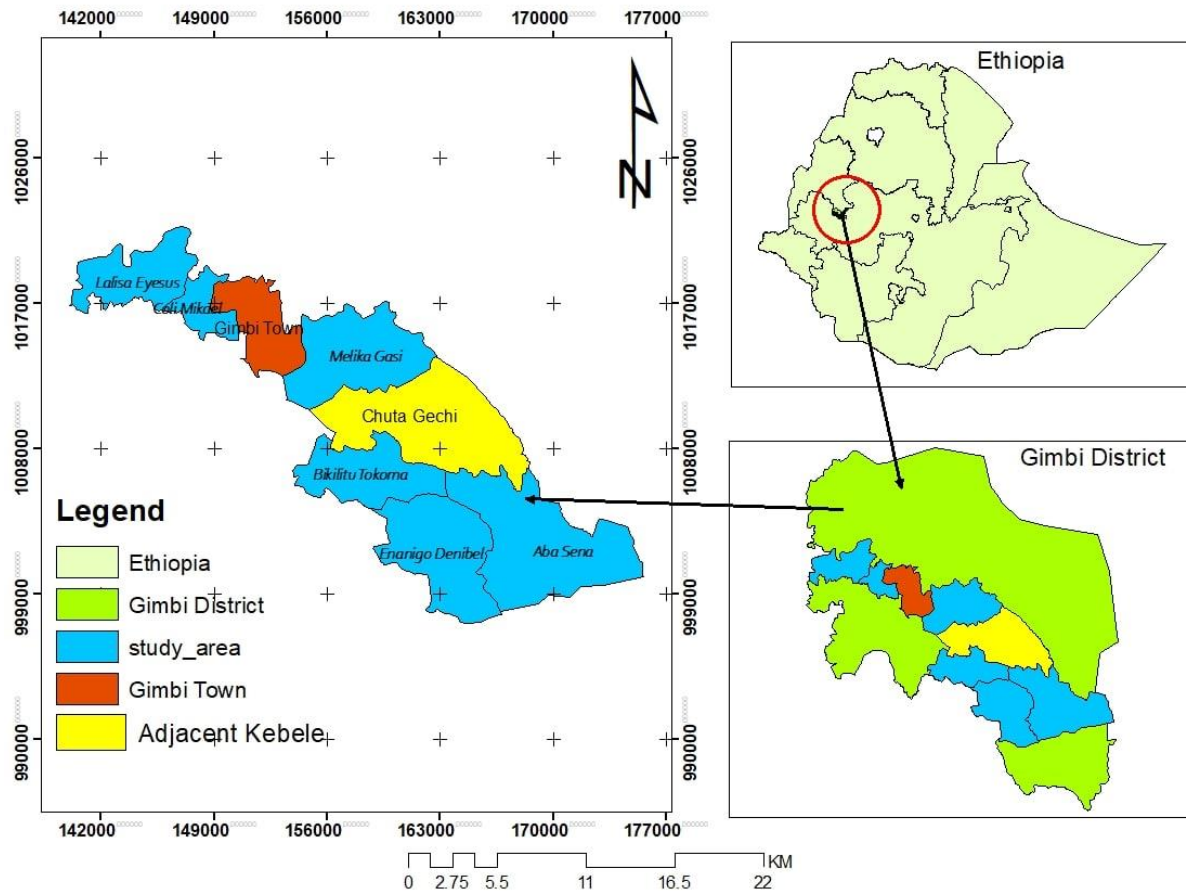 142000 149000 156000 163000 170000 177000
1026000
1017000
1008000
999000
990000
1026000
1017000
1008000
999000
990000
N
Lalisa Eyesus
Coli Mikael
Gimbi Town
Melika Gasi
Chuta Gechi
Bikilitu Tokoma
Enanigo Denibel
Aba Sena
Legend
Ethiopia
Gimbi District
study_area
Gimbi Town
Adjacent Kebele
142000 149000 156000 163000 170000 177000
KM
0 2.75 5.5 11 16.5 22
Ethiopia
Gimbi District